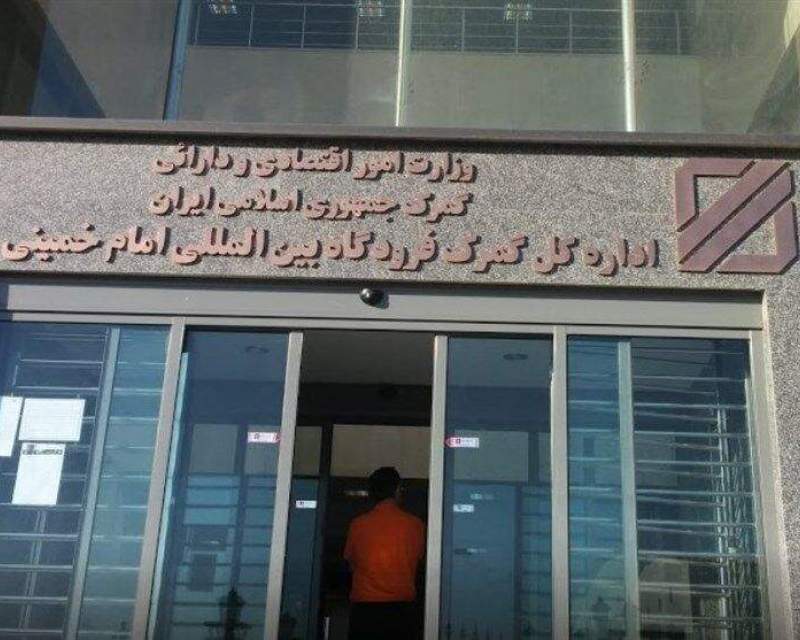 وزارت امور اقتصادی و دارائی
گمرک جمهوری اسلامی ایران
اداره کل گمرک فرودگاه بین المللی امام خمینی